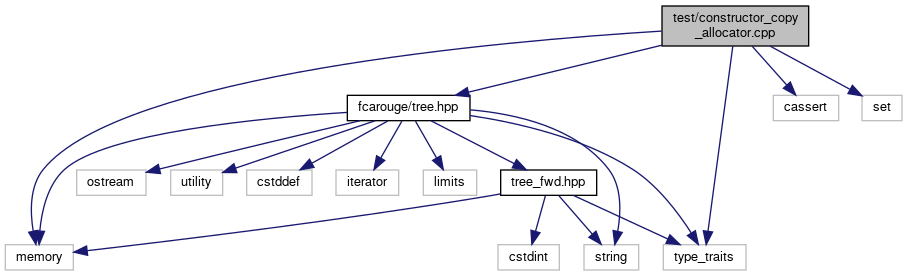 test/constructor_copy
_allocator.cpp
fcarouge/tree.hpp
cassert
set
ostream
utility
cstddef
iterator
limits
tree_fwd.hpp
memory
cstdint
string
type_traits